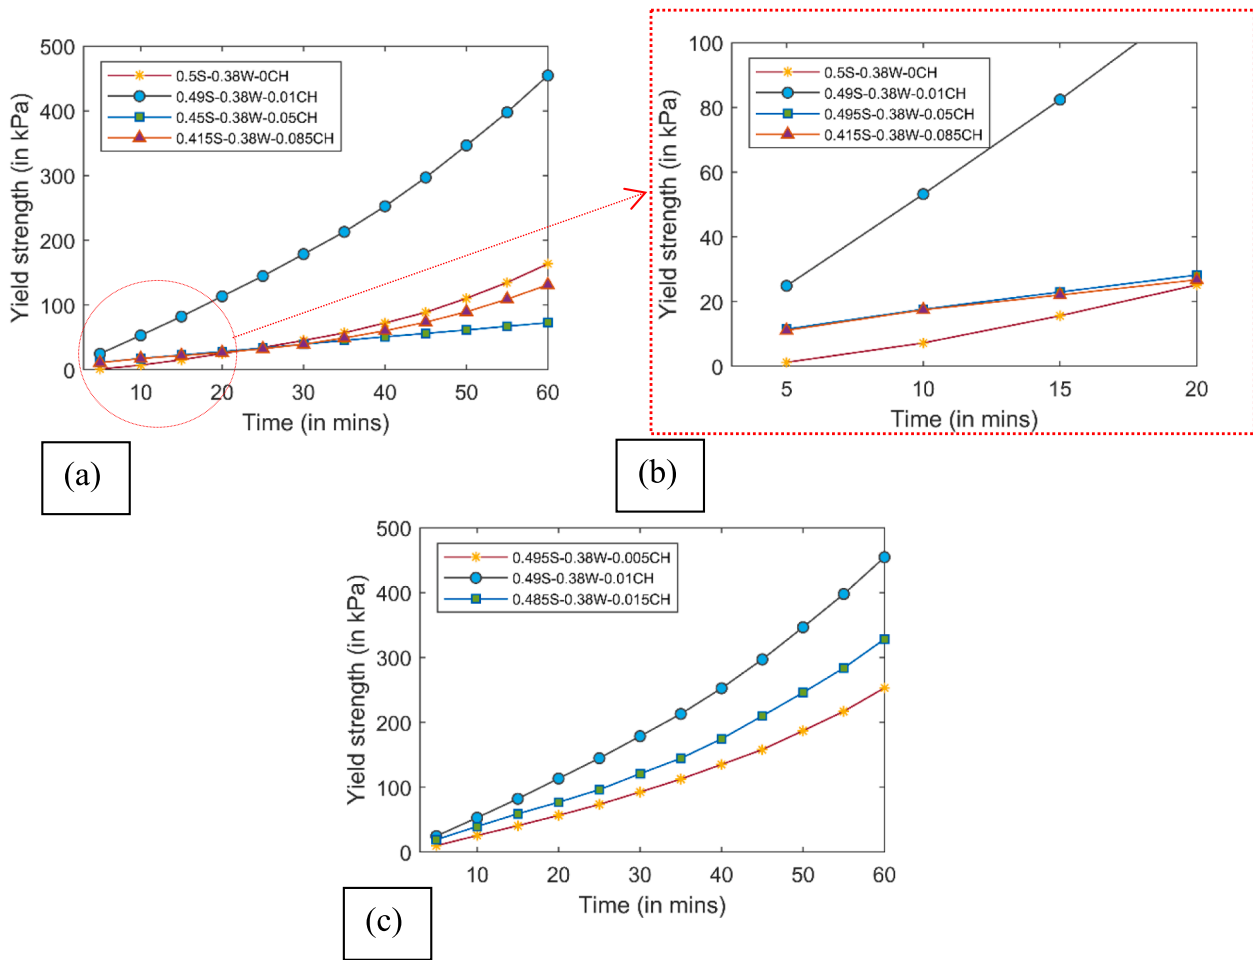 500
400
300
200
100
0
Yield strength (in kPa)
0.5S-0.38W-0CH
0.49S-0.38W-0.01CH
0.45S-0.38W-0.05CH
0.415S-0.38W-0.085CH
10 20 30 40 50 60
Time (in mins)
(a)
100
80
60
40
20
0
Yield strength (in kPa)
0.5S-0.38W-0CH
0.49S-0.38W-0.01CH
0.495S-0.38W-0.05CH
0.415S-0.38W-0.085CH
5 10 15 20
Time (in mins)
(b)
500
400
300
200
100
0
Yield strength (in kPa)
0.495S-0.38W-0.005CH
0.49S-0.38W-0.01CH
0.485S-0.38W-0.015CH
10 20 30 40 50 60
Time (in mins)
(c)